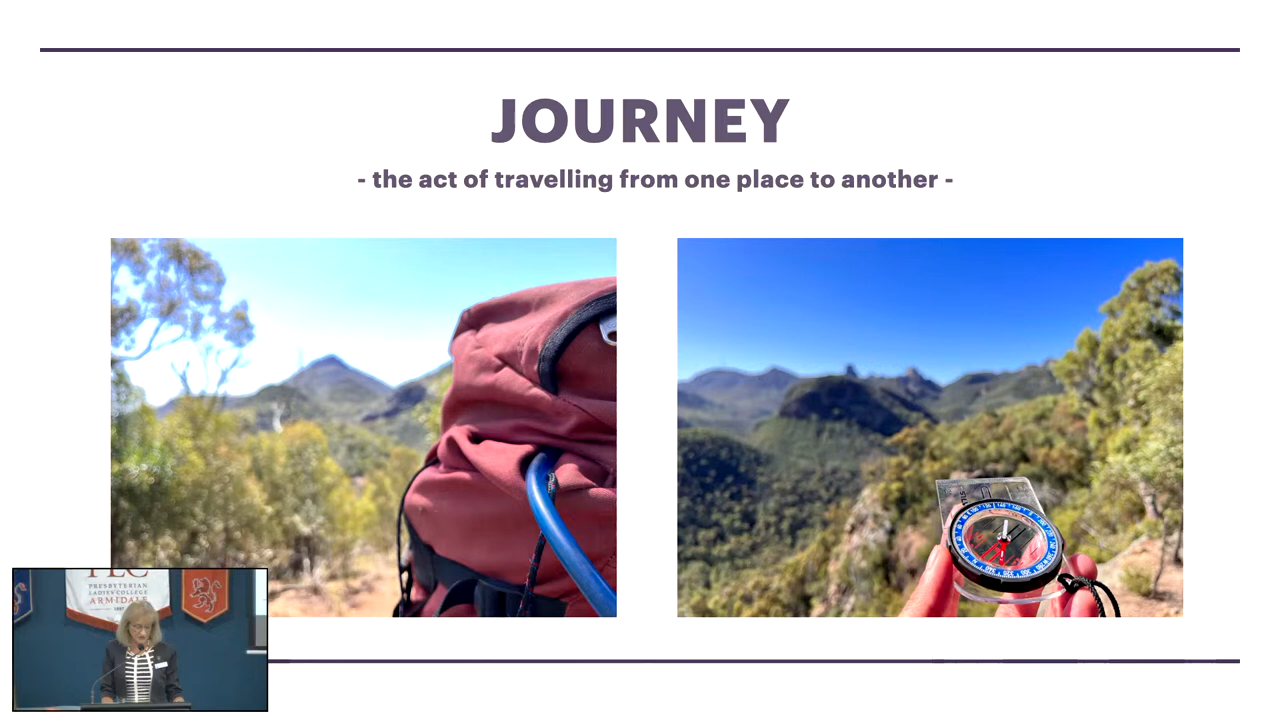 JOURNEY
- the act of travelling from one place to another -
PRESBYTERIAN
LADIES' COLLEGE
ARMIDALE